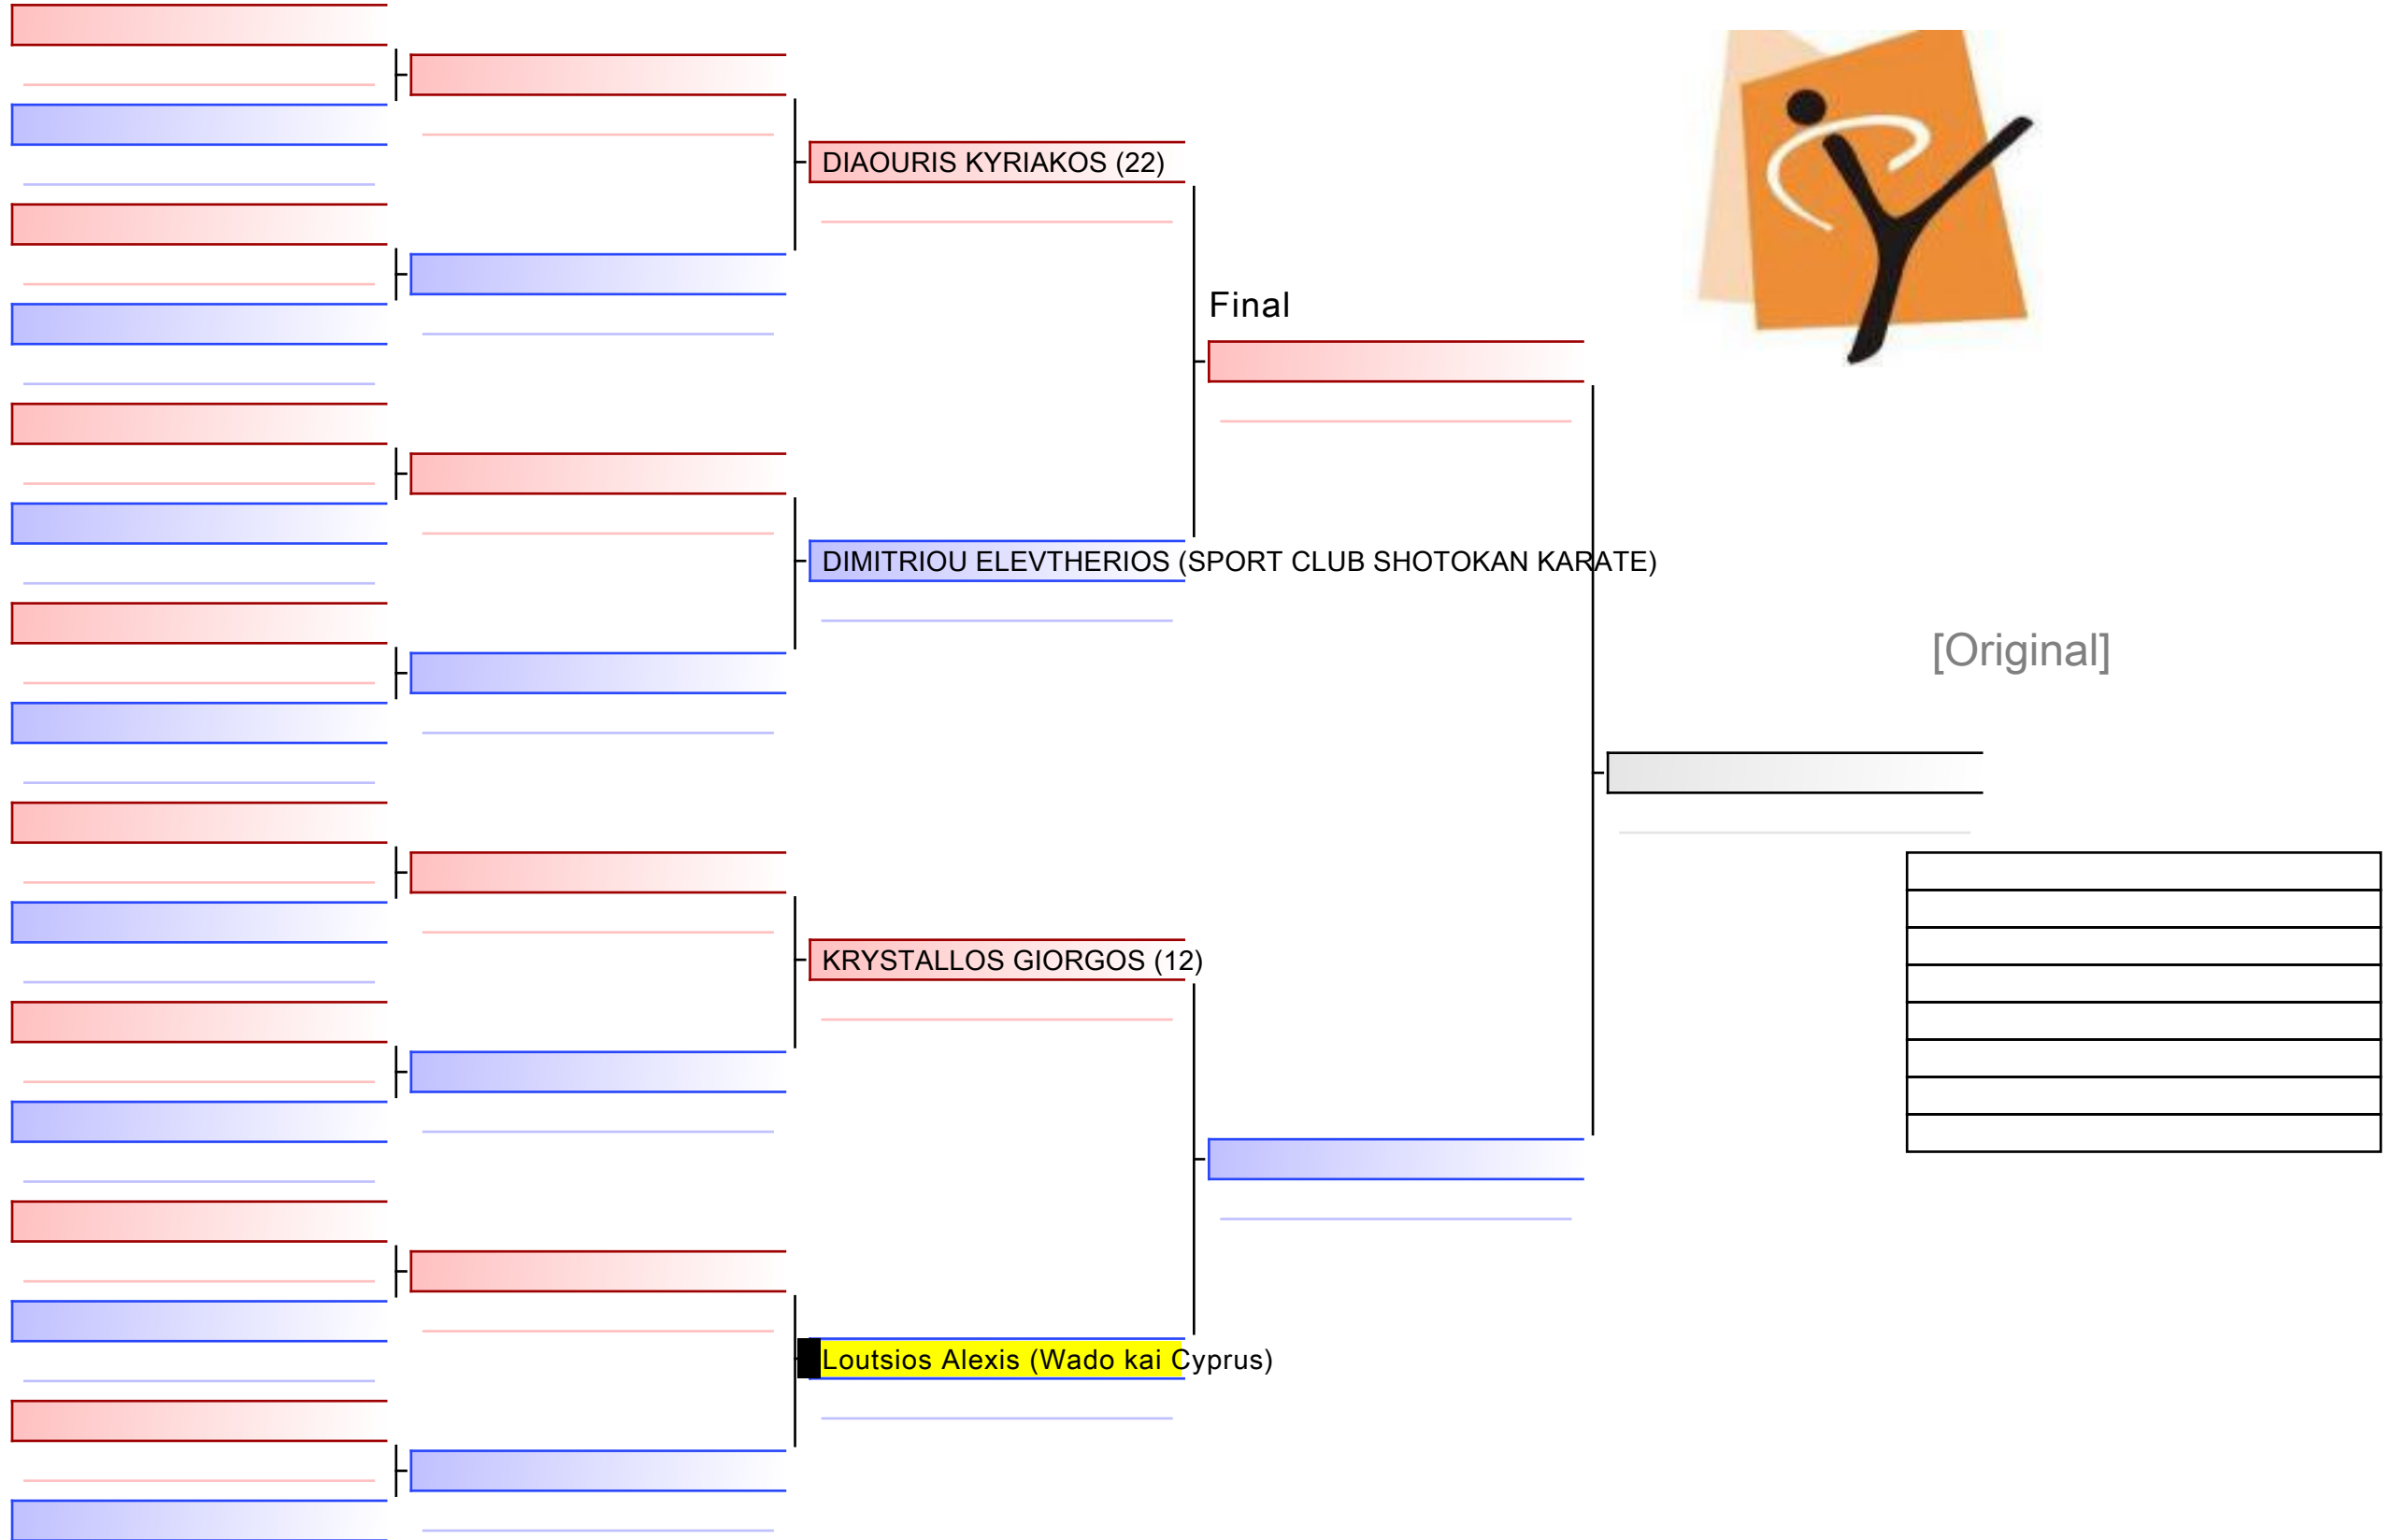 DIAOURIS KYRIAKOS (22)
Final
DIMITRIOU ELEVTHERIOS (SPORT CLUB SHOTOKAN KARATE)
[Original]
KRYSTALLOS GIORGOS (12)
Loutsios Alexis (Wado kai Cyprus)